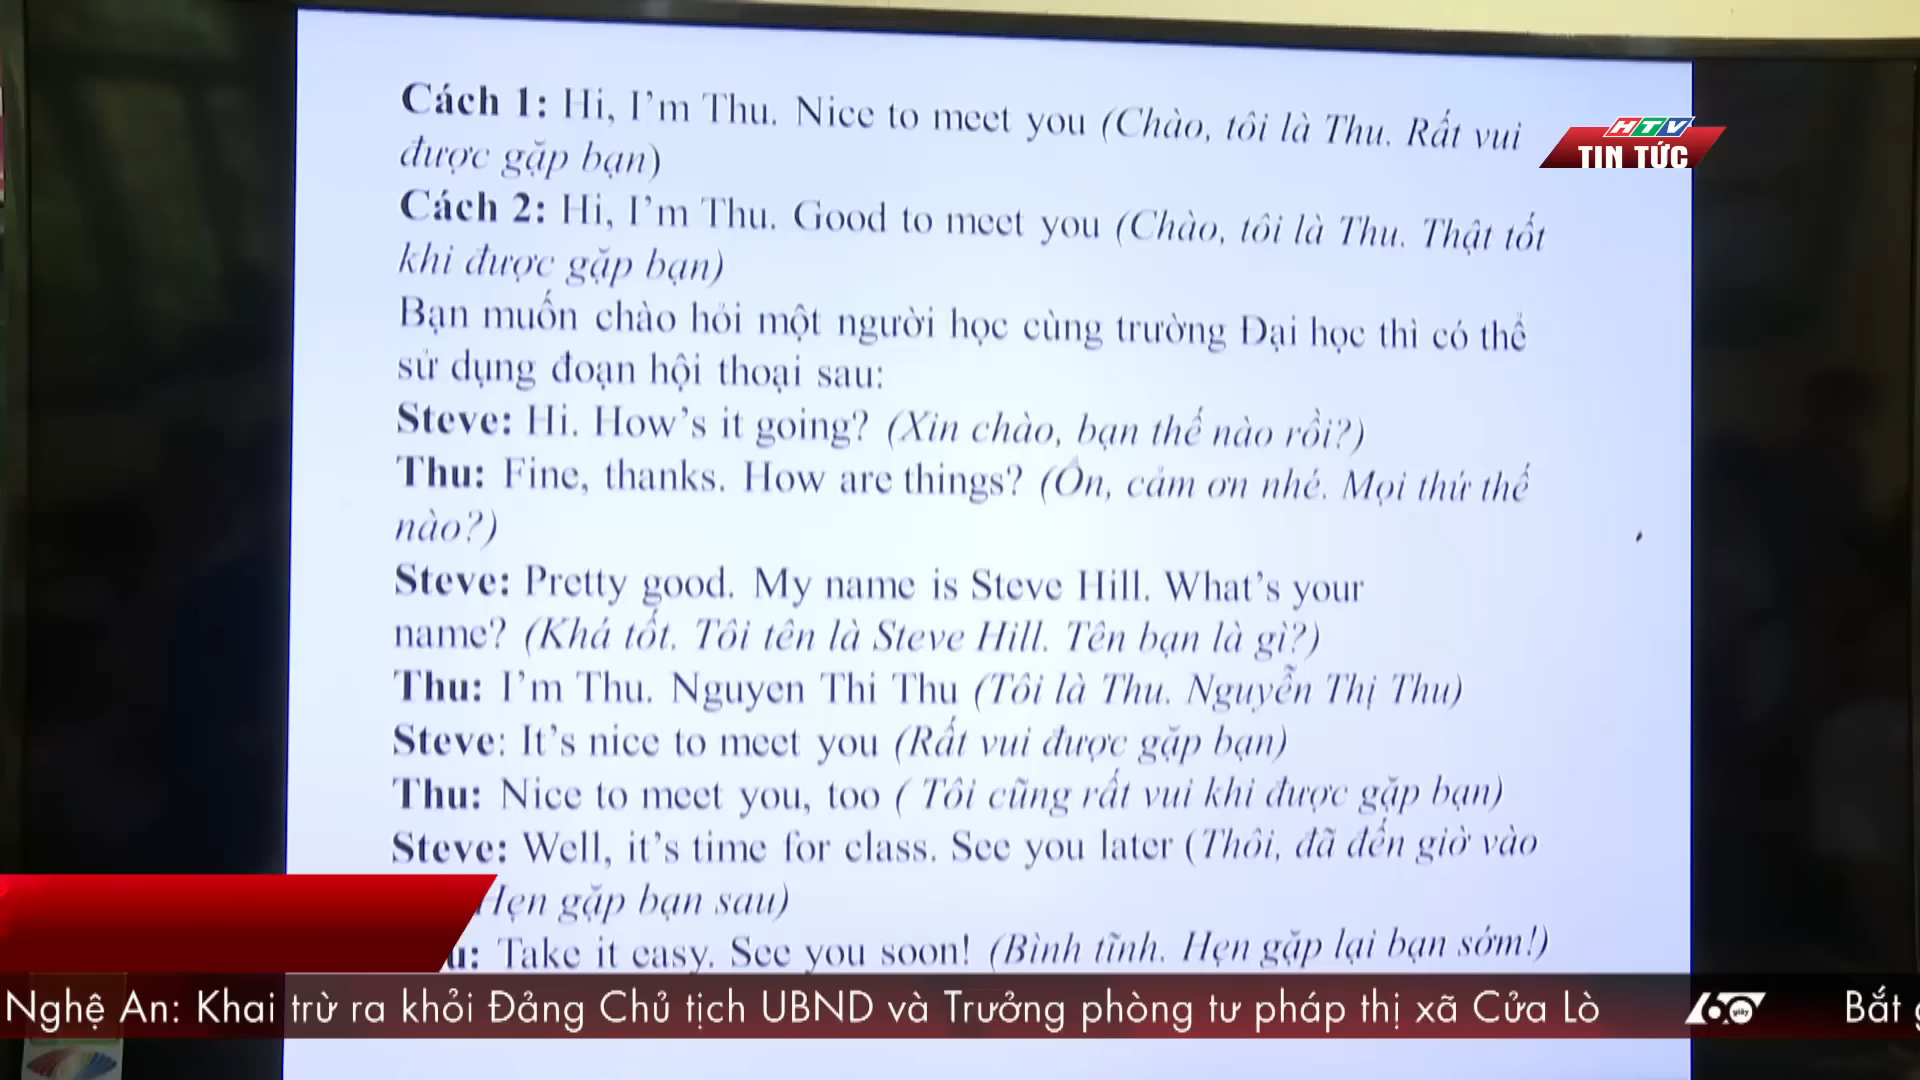 Cách 1: Hi, I'm Thu. Nice to meet you (Chào, tôi là Thu. Rất vui
được gặp bạn)
Cách 2: Hi, I'm Thu. Good to meet you (Chào, tôi là Thu. Thật tốt
khi được gặp bạn)
Bạn muốn chào hỏi một người học cùng trường Đại học thì có thể
sử dụng đoạn hội thoại sau:
Steve: Hi. How's it going? (Xin chào, bạn thế nào rồi?)
Thu: Fine, thanks. How are things? (Ổn, cảm ơn nhé. Mọi thứ thế
nào?)
Steve: Pretty good. My name is Steve Hill. What's your
name? (Khá tốt. Tôi tên là Steve Hill. Tên bạn là gì?)
Thu: I'm Thu. Nguyen Thi Thu (Tôi là Thu. Nguyễn Thị Thu)
Steve: It's nice to meet you (Rất vui được gặp bạn)
Thu: Nice to meet you, too ( Tôi cũng rất vui khi được gặp bạn)
Steve: Well, it's time for class. See you later (Thôi, đã đến giờ vào
Hẹn gặp bạn sau)
u: Take it easy. See you soon! (Bình tĩnh. Hẹn gặp lại bạn sớm!)
HTV
TIN TỨC
Nghệ An: Khai trừ ra khỏi Đảng Chủ tịch UBND và Trưởng phòng tư pháp thị xã Cửa Lò 60 giây Bắt